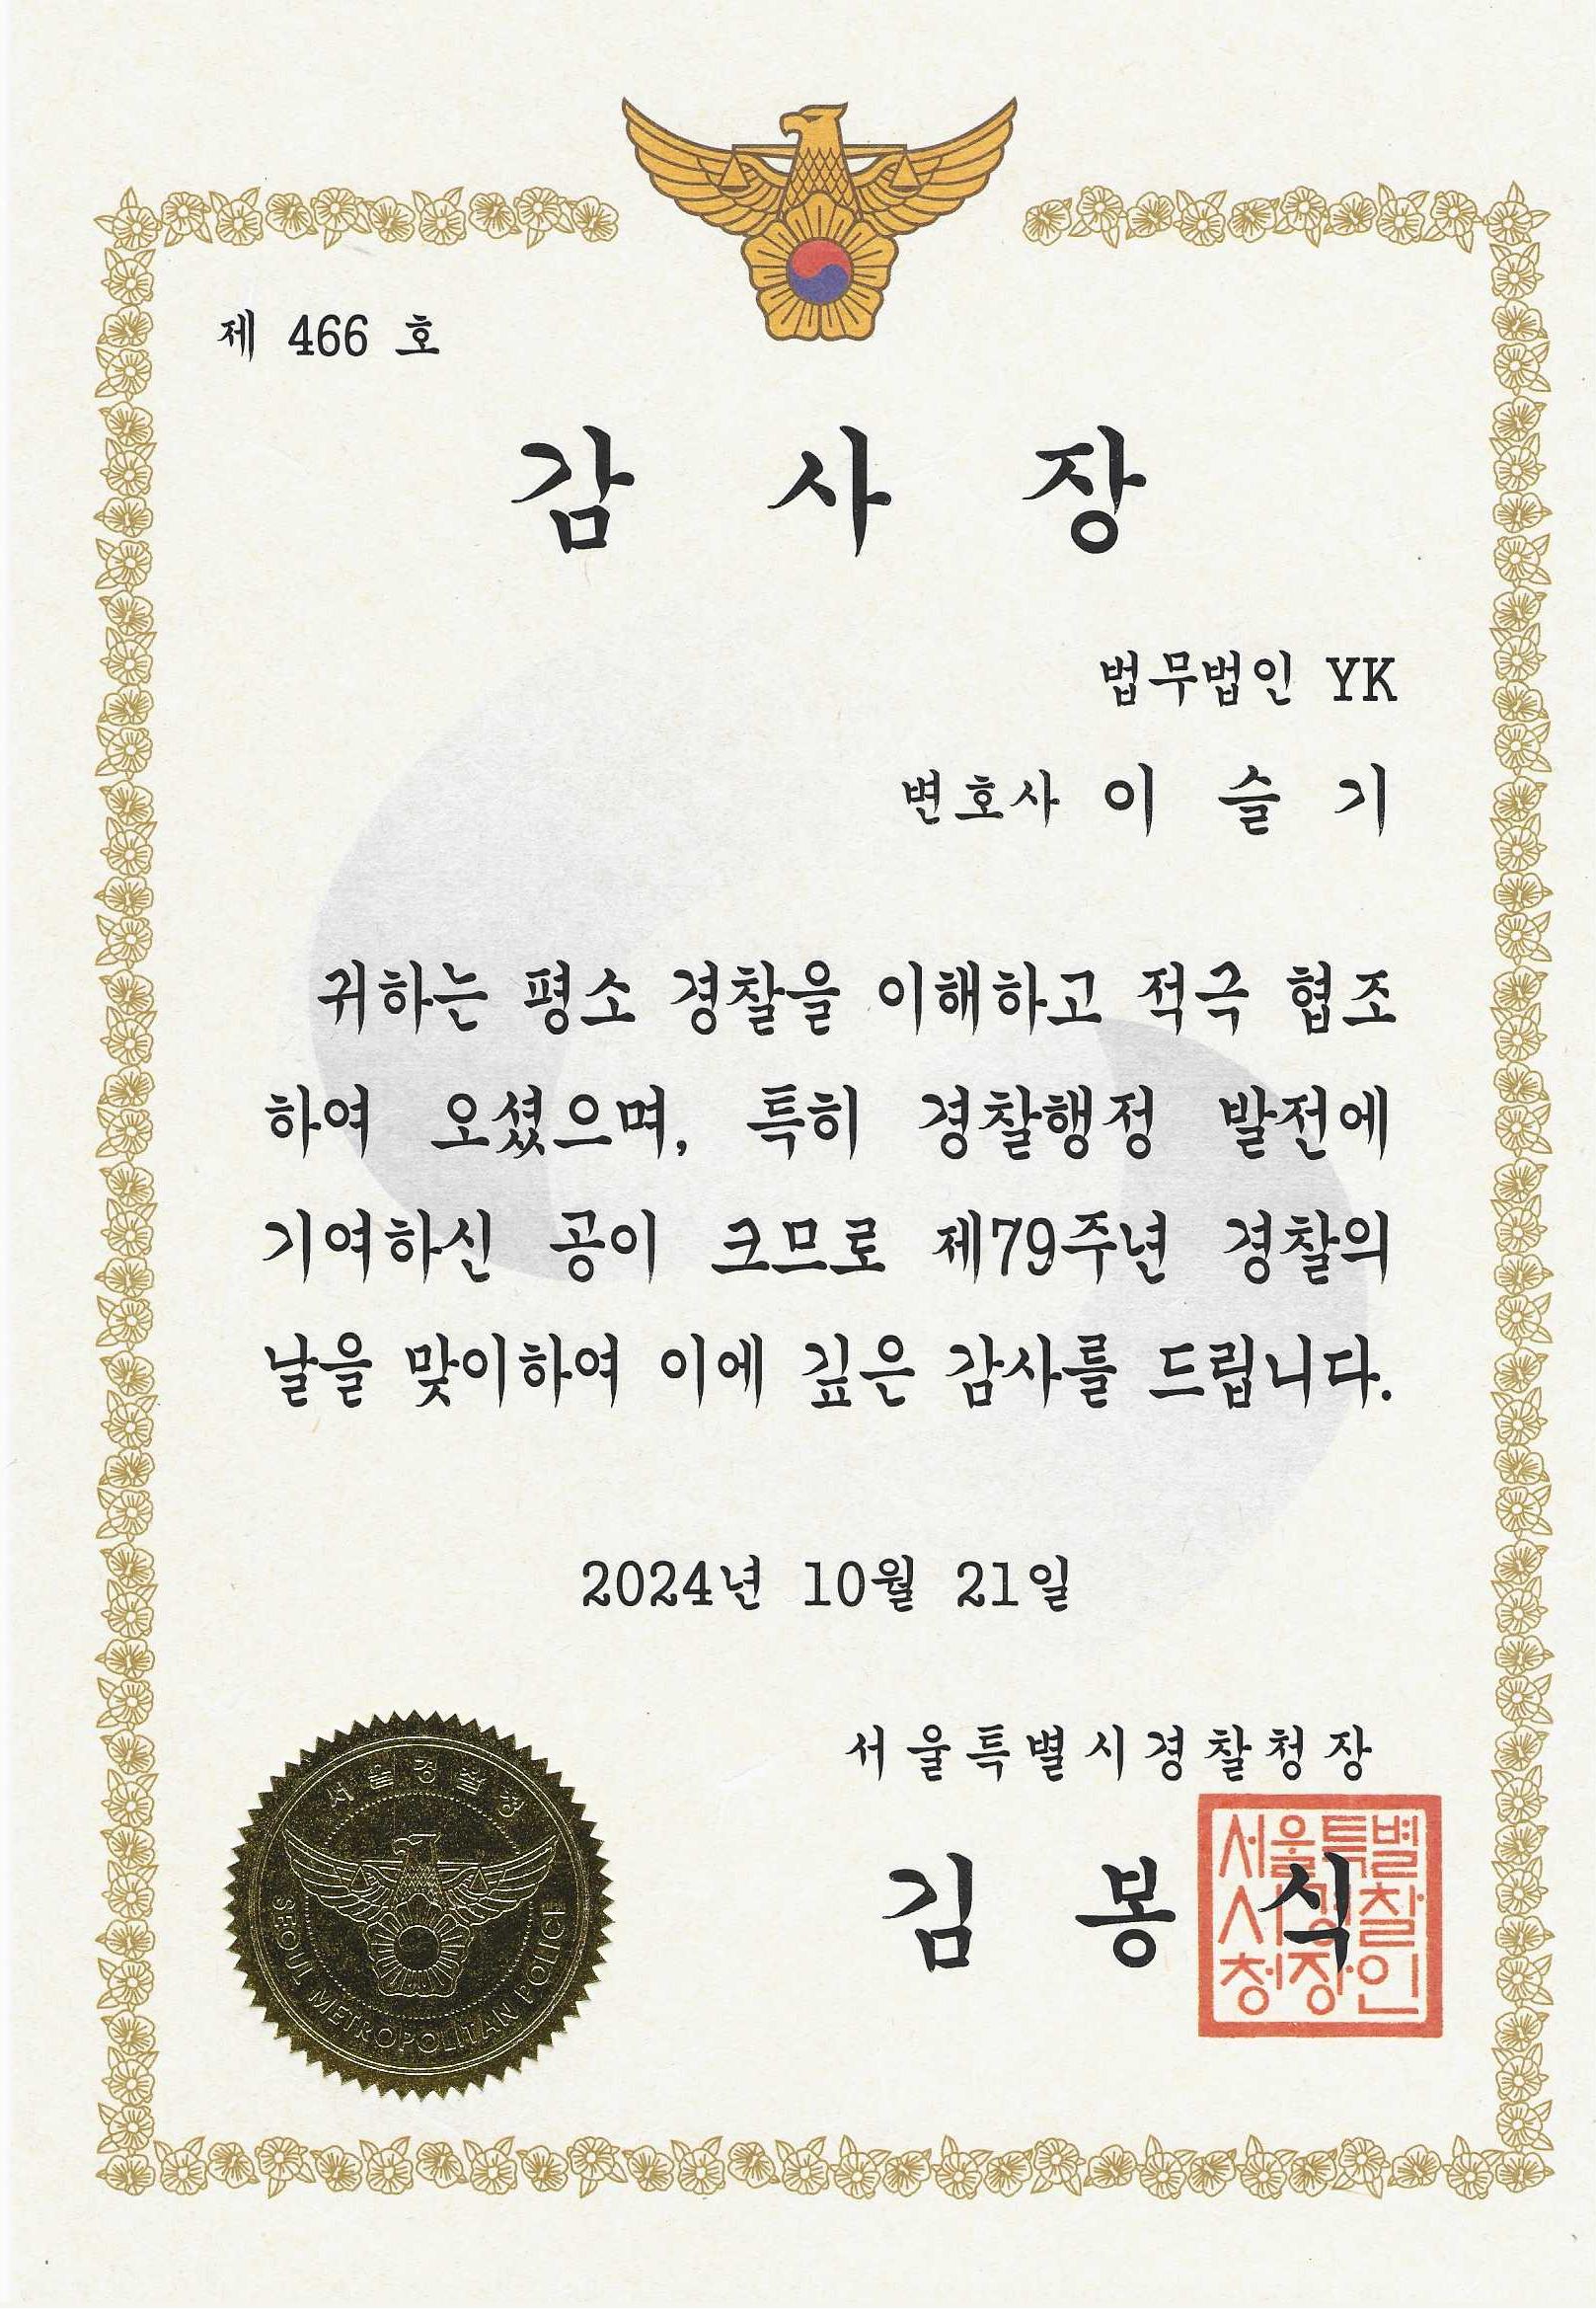 제 466 호
감 사 장
법무법인 YK
변호사 이 슬 기
귀하는 평소 경찰을 이해하고 적극 협조
하여 오셨으며, 특히 경찰행정 발전에
기여하신 공이 크므로 제79주년 경찰의
날을 맞이하여 이에 깊은 감사를 드립니다.
2024년 10월 21일
서울특별시경찰청장
김 봉 식
서울특별
시경찰
청장인
서울경찰청
SEOUL METROPOLITAN POLICE